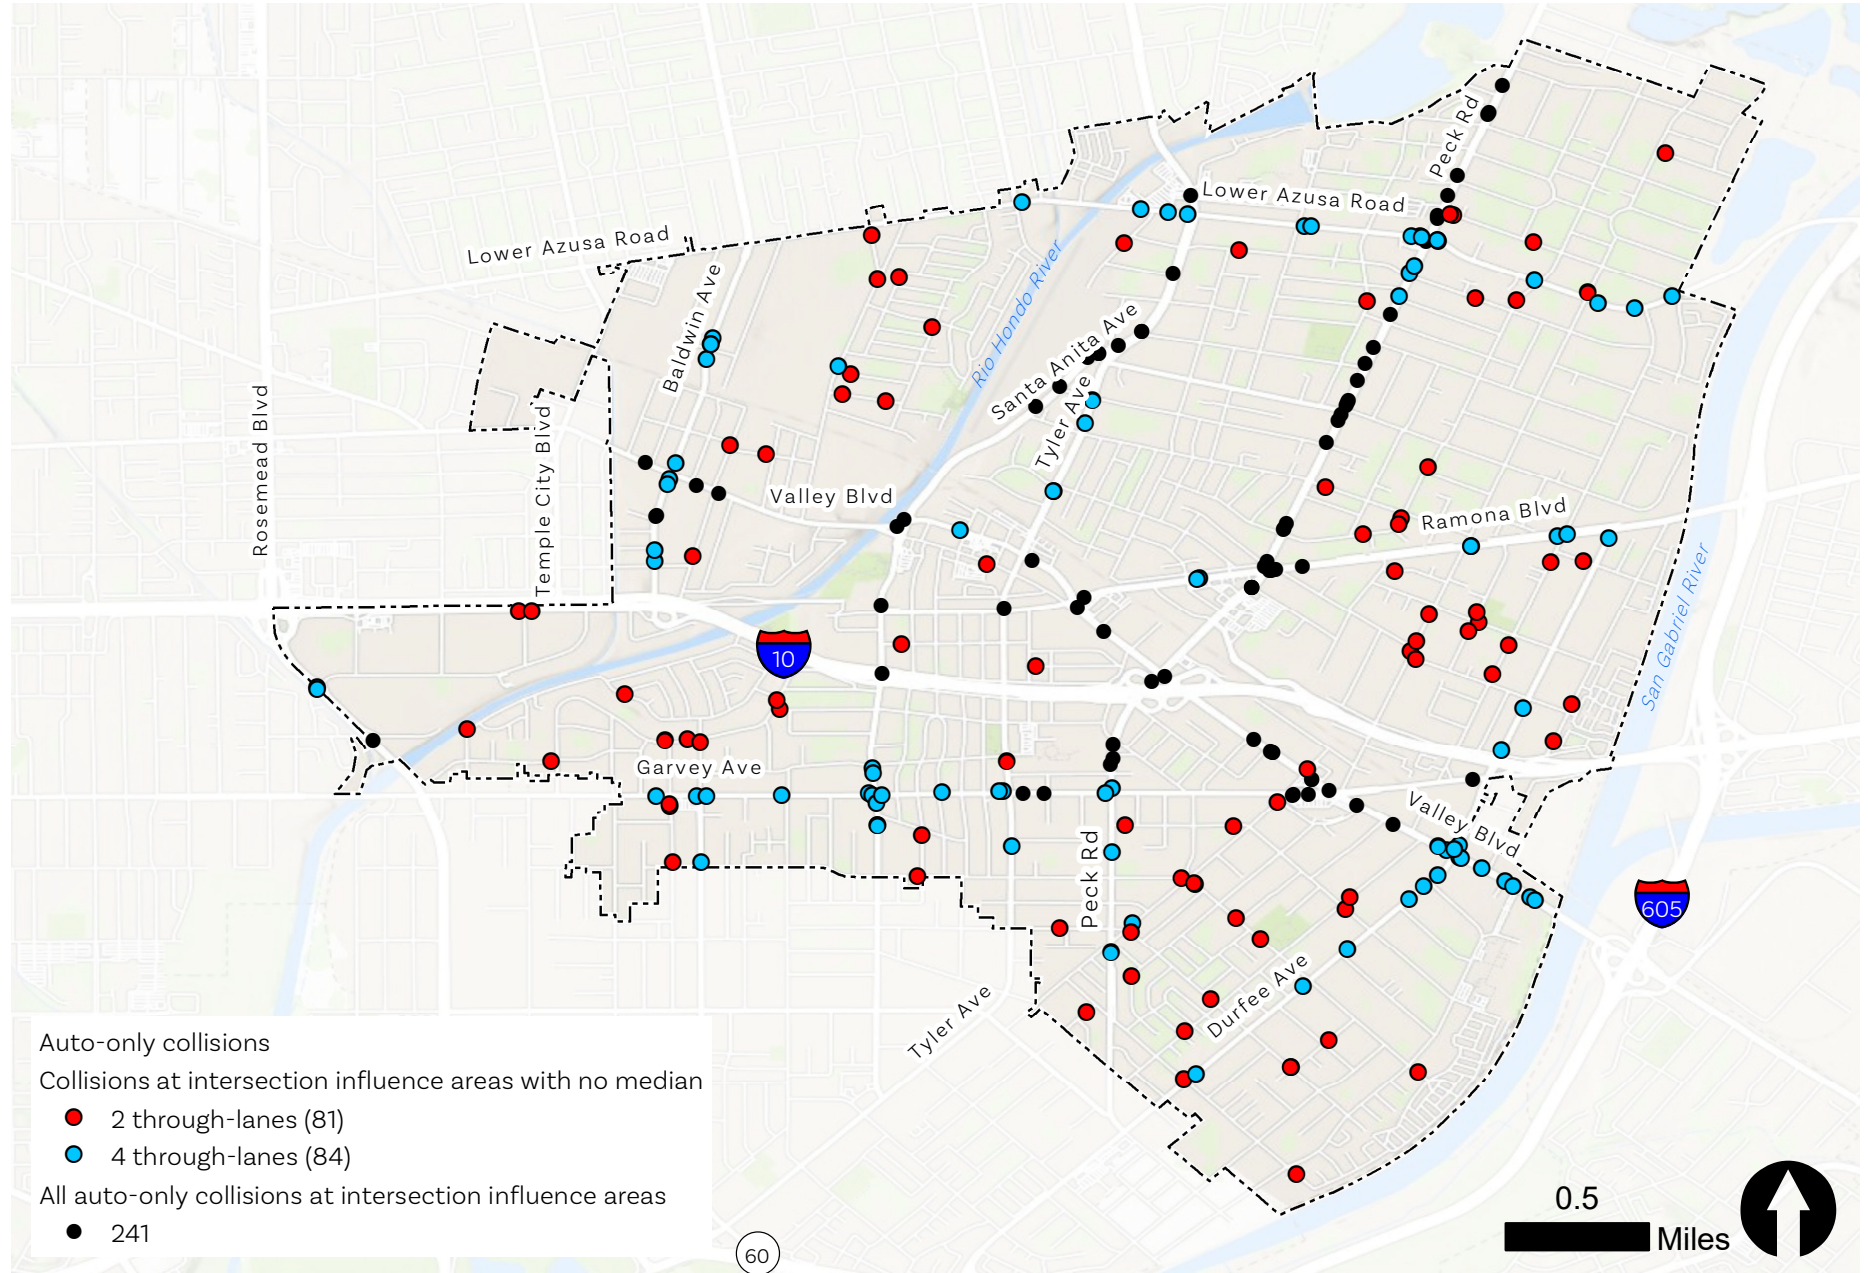 Peck Rd
Lower Azusa Road
Lower Azusa Road
Baldwin Ave
Rio Hondo River
Santa Anita Ave
Tyler Ave
Rosemead Blvd
Temple City Blvd
Valley Blvd
Ramona Blvd
San Gabriel River
10
Garvey Ave
Valley Blvd
Peck Rd
605
Durfee Ave
Tyler Ave
Auto-only collisions
Collisions at intersection influence areas with no median
2 through-lanes (81)
4 through-lanes (84)
All auto-only collisions at intersection influence areas
241
60
0.5
Miles